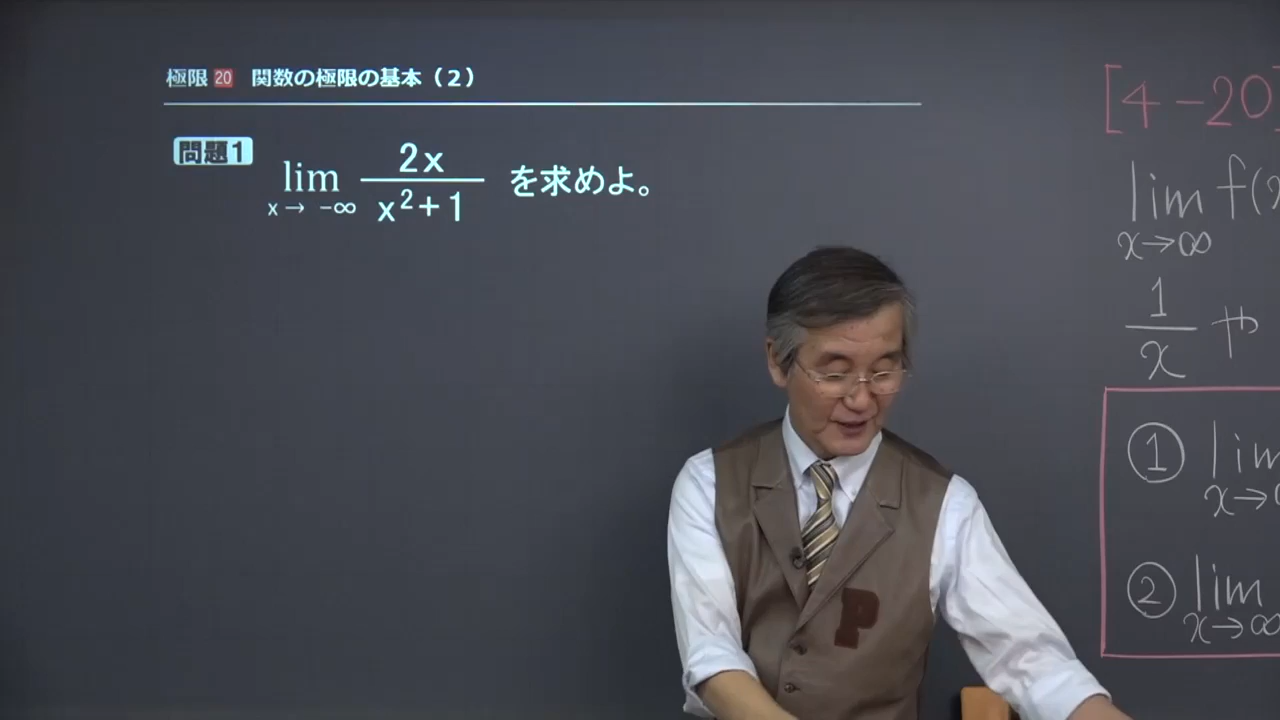 極限 20 関数の極限の基本（2）
問題1
lim x→ -∞ 2x / x²+1 を求めよ。
P
[4-20]
lim x→∞ f(x
1/x や
① lim x→
② lim x→∞